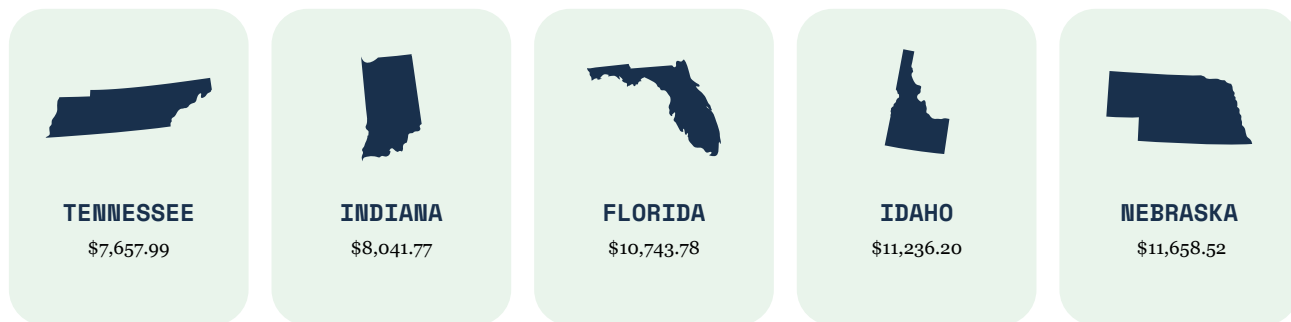 TENNESSEE
$7,657.99
INDIANA
$8,041.77
FLORIDA
$10,743.78
IDAHO
$11,236.20
NEBRASKA
$11,658.52